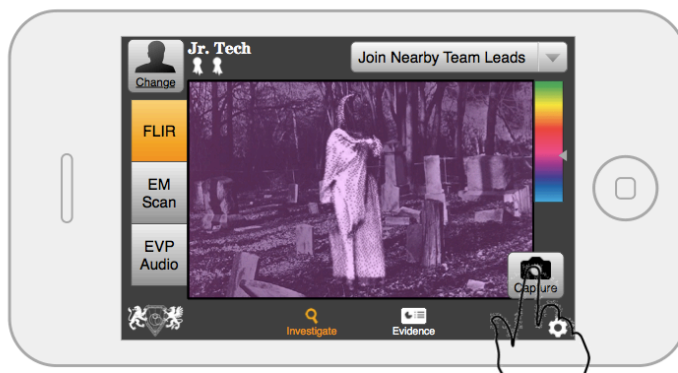 Jr. Tech
Change
Join Nearby Team Leads
FLIR
EM
Scan
EVP
Audio
Capture
Investigate
Evidence